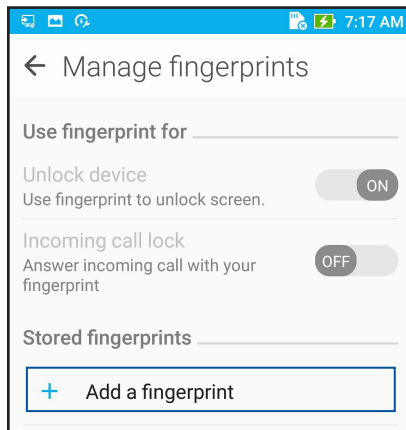 7:17 AM
Manage fingerprints
Use fingerprint for
Unlock device
Use fingerprint to unlock screen.
ON
Incoming call lock
Answer incoming call with your
fingerprint
OFF
Stored fingerprints
+ Add a fingerprint